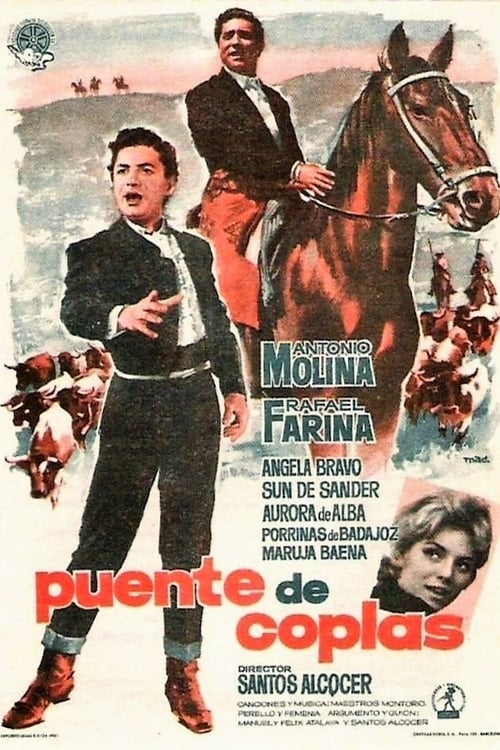 ANTONIO
MOLINA
RAFAEL
FARINA
ANGELA BRAVO
SUN DE SANDER
AURORA de ALBA
PORRINAS de BADAJOZ
MARUJA BAENA
puente de
coplas
DIRECTOR
SANTOS ALCOCER
CANCIONES Y MUSICA: MAESTROS MONTORIO,
PERELLO Y FEMENIA ARGUMENTO Y GUION:
MANUEL Y FELIX ATALAYA Y SANTOS ALCOCER